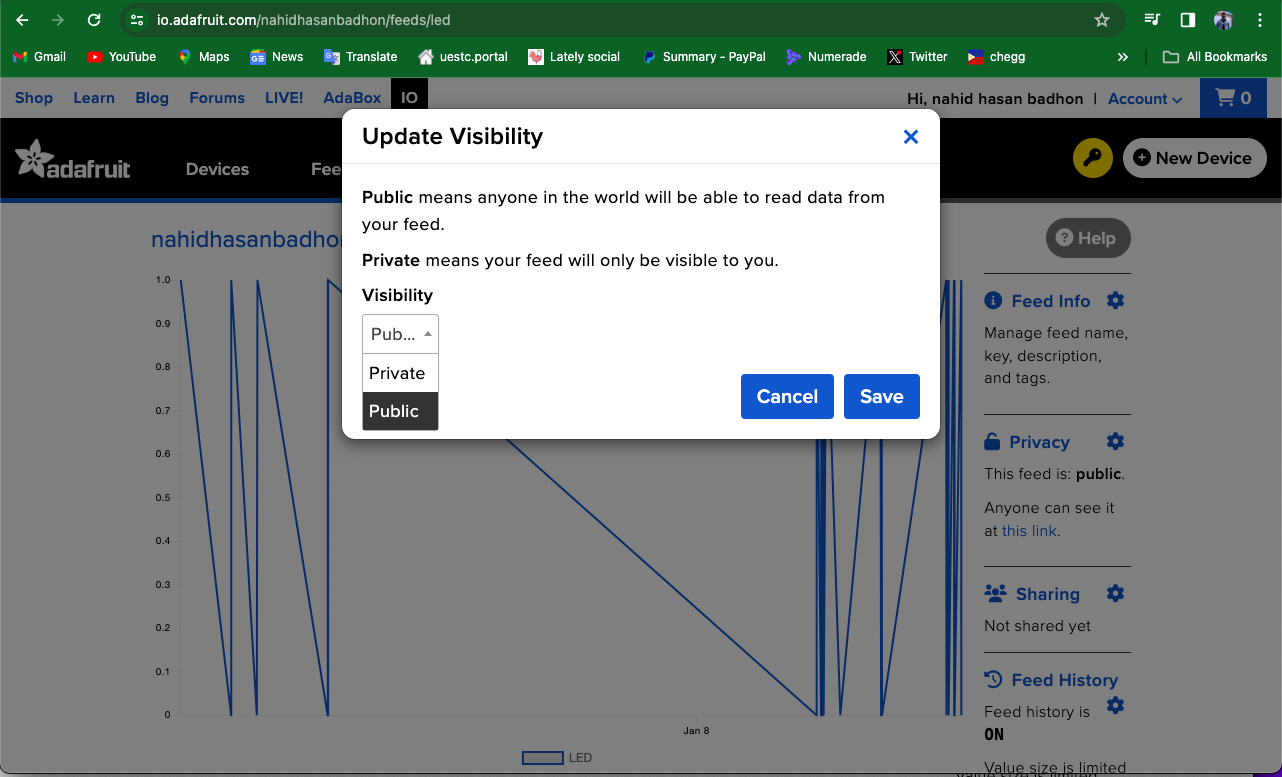 io.adafruit.com/nahidhasanbadhon/feeds/led
Gmail YouTube Maps News Translate uestc.portal Lately social Summary - PayPal Numerade Twitter chegg » All Bookmarks
Shop Learn Blog Forums LIVE! AdaBox IO Hi, nahid hasan badhon | Account 0
adafruit Devices Fee New Device
Update Visibility
Public means anyone in the world will be able to read data from
your feed.
Private means your feed will only be visible to you.
Visibility
Pub...
Private
Public
Cancel Save
nahidhasanbadhon
Help
1.0
0.9
0.8
0.7
0.6
0.5
0.4
0.3
0.2
0.1
0
Jan 8
LED
Feed Info
Manage feed name,
key, description,
and tags.
Privacy
This feed is: public.
Anyone can see it
at this link.
Sharing
Not shared yet
Feed History
Feed history is
ON
Value size is limited